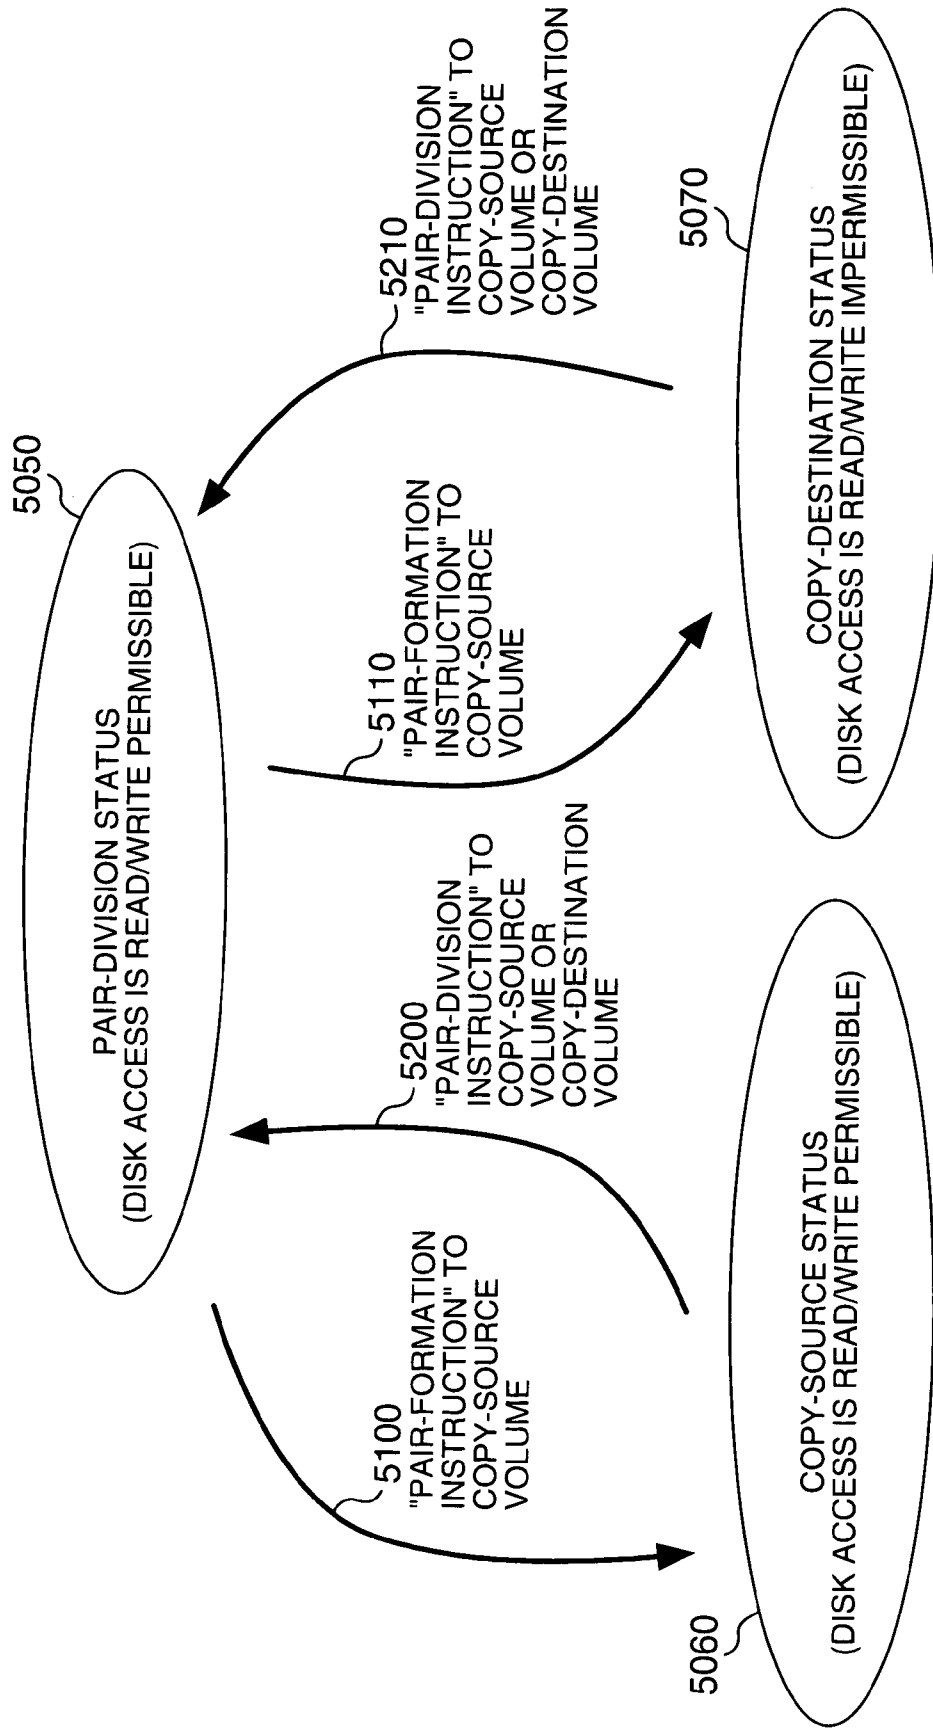 5050
PAIR-DIVISION STATUS
(DISK ACCESS IS READ/WRITE PERMISSIBLE)
5100
"PAIR-FORMATION
INSTRUCTION" TO
COPY-SOURCE
VOLUME
5200
"PAIR-DIVISION
INSTRUCTION" TO
COPY-SOURCE
VOLUME OR
COPY-DESTINATION
VOLUME
5110
"PAIR-FORMATION
INSTRUCTION" TO
COPY-SOURCE
VOLUME
5210
"PAIR-DIVISION
INSTRUCTION" TO
COPY-SOURCE
VOLUME OR
COPY-DESTINATION
VOLUME
5060
COPY-SOURCE STATUS
(DISK ACCESS IS READ/WRITE PERMISSIBLE)
5070
COPY-DESTINATION STATUS
(DISK ACCESS IS READ/WRITE IMPERMISSIBLE)